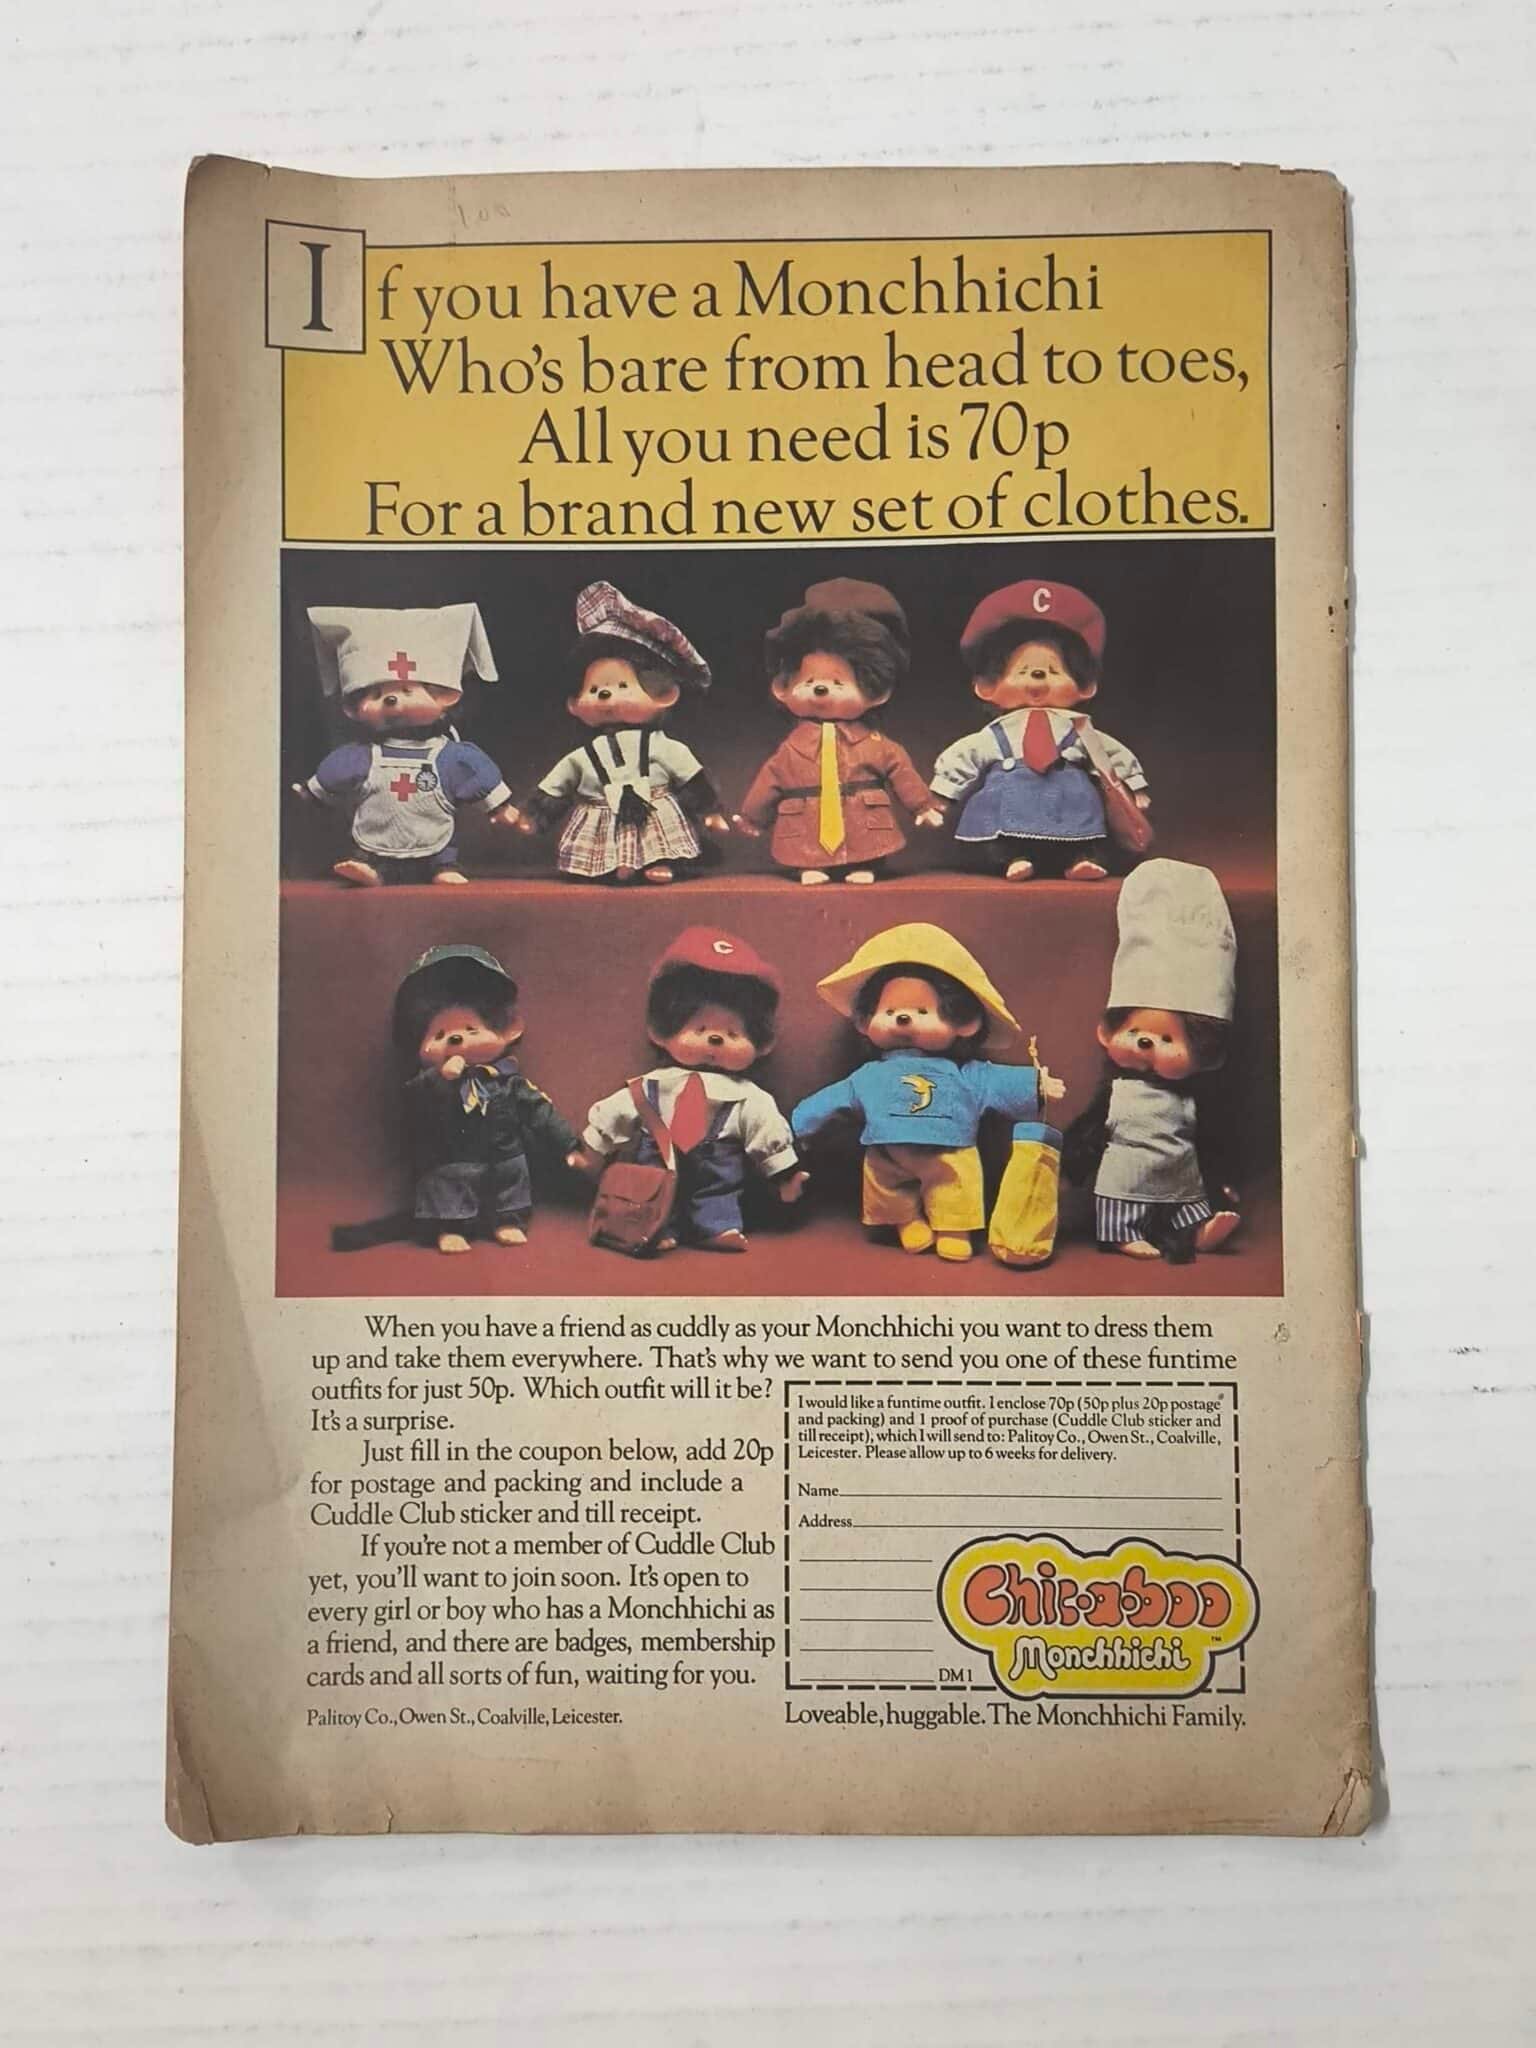 If you have a Monchhichi
Who's bare from head to toes,
All you need is 70p
For a brand new set of clothes.
C
C
When you have a friend as cuddly as your Monchhichi you want to dress them
up and take them everywhere. That's why we want to send you one of these funtime
outfits for just 50p. Which outfit will it be?
It's a surprise.
Just fill in the coupon below, add 20p
for postage and packing and include a
Cuddle Club sticker and till receipt.
If you're not a member of Cuddle Club
yet, you'll want to join soon. It's open to
every girl or boy who has a Monchhichi as
a friend, and there are badges, membership
cards and all sorts of fun, waiting for you.
Palitoy Co., Owen St., Coalville, Leicester.
I would like a funtime outfit. I enclose 70p (50p plus 20p postage
and packing) and 1 proof of purchase (Cuddle Club sticker and
till receipt), which I will send to: Palitoy Co., Owen St., Coalville,
Leicester. Please allow up to 6 weeks for delivery.
Name
Address
DM1
Chic-a-boo
Monchhichi™
Loveable, huggable. The Monchhichi Family.